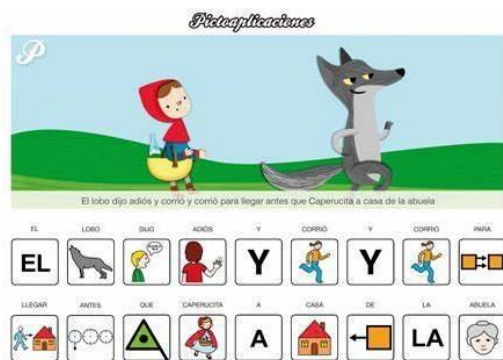 Pictoaplicaciones
P
El lobo dijo adiós y corrió y corrió para llegar antes que Caperucita a casa de la abuela
EL LOBO DIJO ADIÓS Y CORRIÓ Y CORRIÓ PARA
EL Y Y
LLEGAR ANTES QUE CAPERUCITA A CASA DE LA ABUELA
A LA